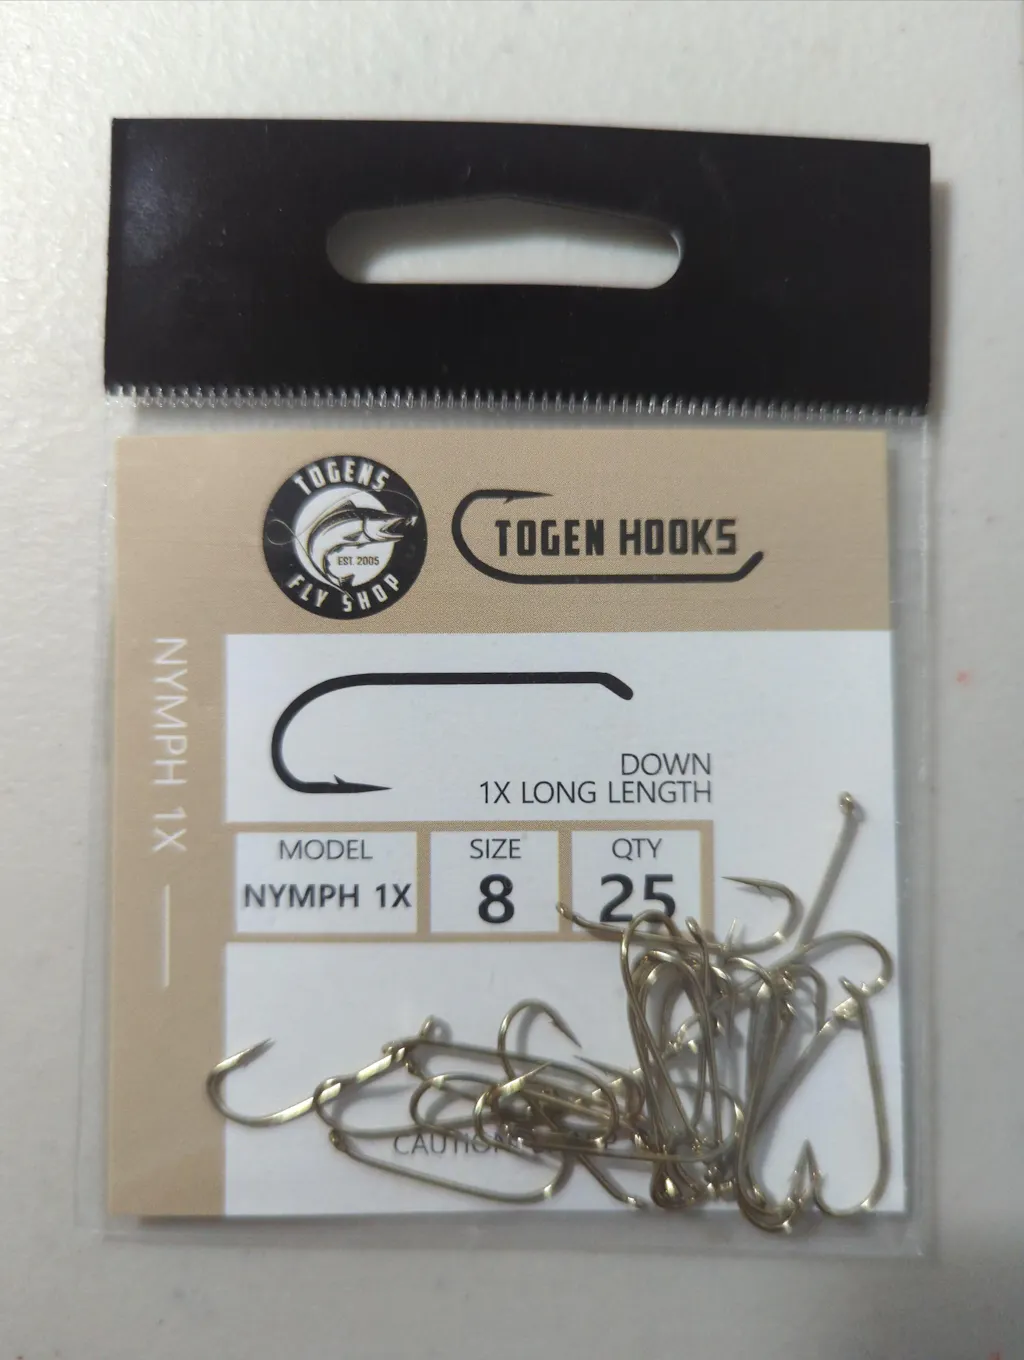 TOGENS
EST. 2005
FLY SHOP
TOGEN HOOKS
NYMPH 1X
DOWN
1X LONG LENGTH
MODEL
NYMPH 1X
SIZE
8
QTY
25
CAUTION